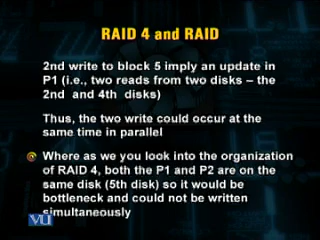 RAID 4 and RAID
2nd write to block 5 imply an update in
P1 (i.e., two reads from two disks – the
2nd and 4th disks)
Thus, the two write could occur at the
same time in parallel
Where as we you look into the organization
of RAID 4, both the P1 and P2 are on the
same disk (5th disk) so it would be
bottleneck and could not be written
simultaneously
VU